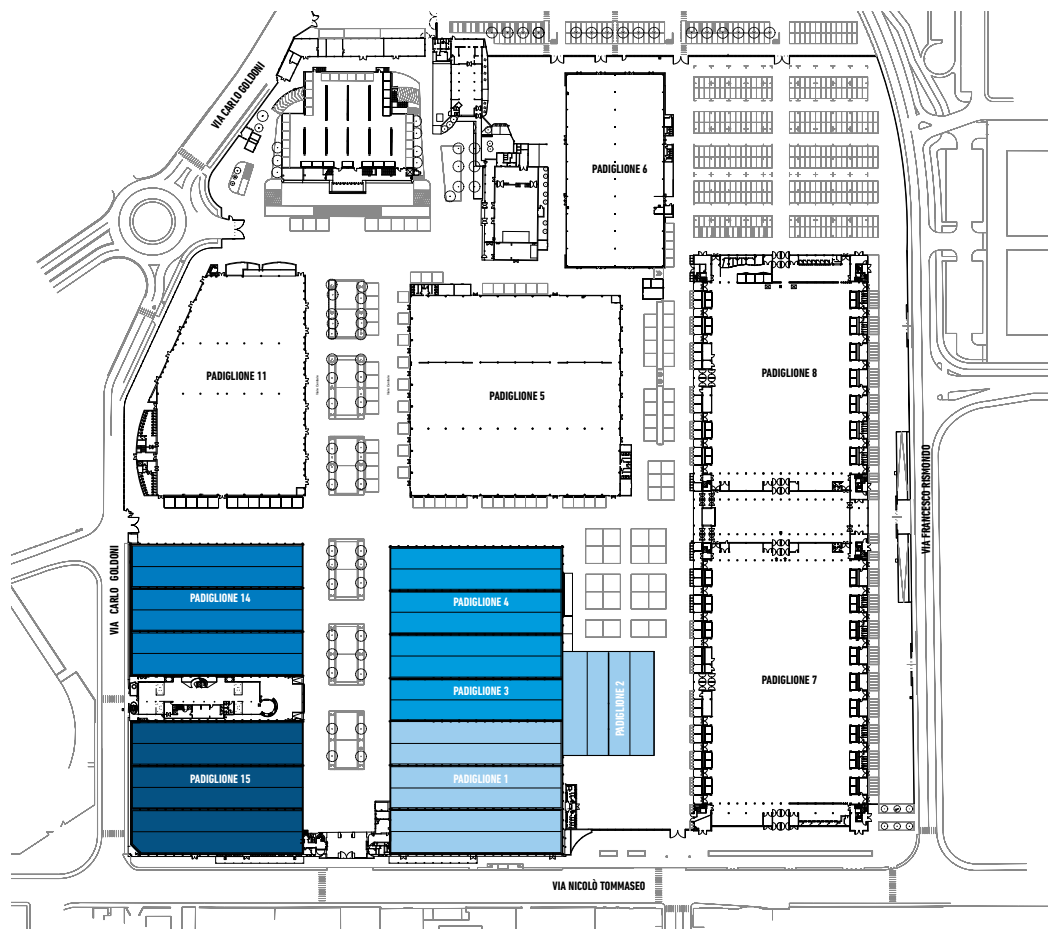 VIA CARLO GOLDONI
PADIGLIONE 6
PADIGLIONE 11
PADIGLIONE 5
PADIGLIONE 8
VIA FRANCESCO RISMONDO
VIA CARLO GOLDONI
PADIGLIONE 14
PADIGLIONE 4
PADIGLIONE 3
PADIGLIONE 2
PADIGLIONE 7
PADIGLIONE 15
PADIGLIONE 1
VIA NICOLÒ TOMMASEO